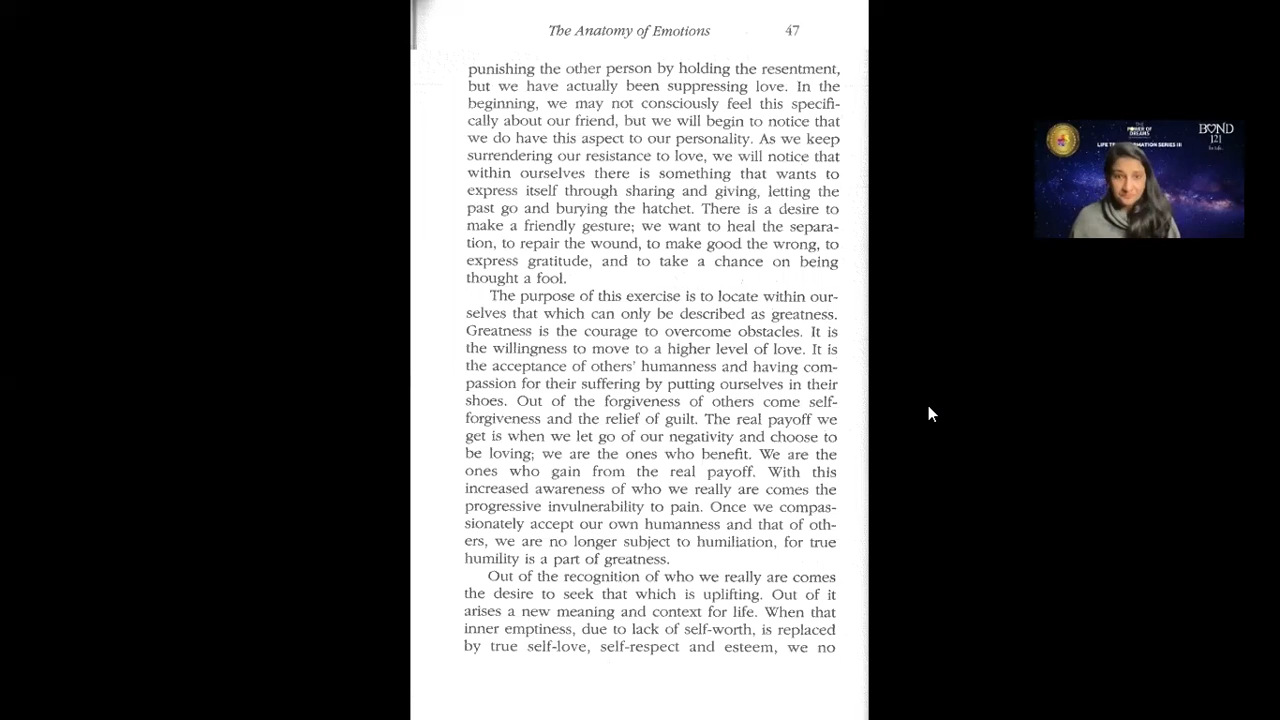 The Anatomy of Emotions 47
punishing the other person by holding the resentment,
but we have actually been suppressing love. In the
beginning, we may not consciously feel this specifi-
cally about our friend, but we will begin to notice that
we do have this aspect to our personality. As we keep
surrendering our resistance to love, we will notice that
within ourselves there is something that wants to
express itself through sharing and giving, letting the
past go and burying the hatchet. There is a desire to
make a friendly gesture; we want to heal the separa-
tion, to repair the wound, to make good the wrong, to
express gratitude, and to take a chance on being
thought a fool.
The purpose of this exercise is to locate within our-
selves that which can only be described as greatness.
Greatness is the courage to overcome obstacles. It is
the willingness to move to a higher level of love. It is
the acceptance of others' humanness and having com-
passion for their suffering by putting ourselves in their
shoes. Out of the forgiveness of others come self-
forgiveness and the relief of guilt. The real payoff we
get is when we let go of our negativity and choose to
be loving; we are the ones who benefit. We are the
ones who gain from the real payoff. With this
increased awareness of who we really are comes the
progressive invulnerability to pain. Once we compas-
sionately accept our own humanness and that of oth-
ers, we are no longer subject to humiliation, for true
humility is a part of greatness.
Out of the recognition of who we really are comes
the desire to seek that which is uplifting. Out of it
arises a new meaning and context for life. When that
inner emptiness, due to lack of self-worth, is replaced
by true self-love, self-respect and esteem, we no
THE
POWER OF
DREAMS
BOND
121
LIFE TRANSFORMATION SERIES III